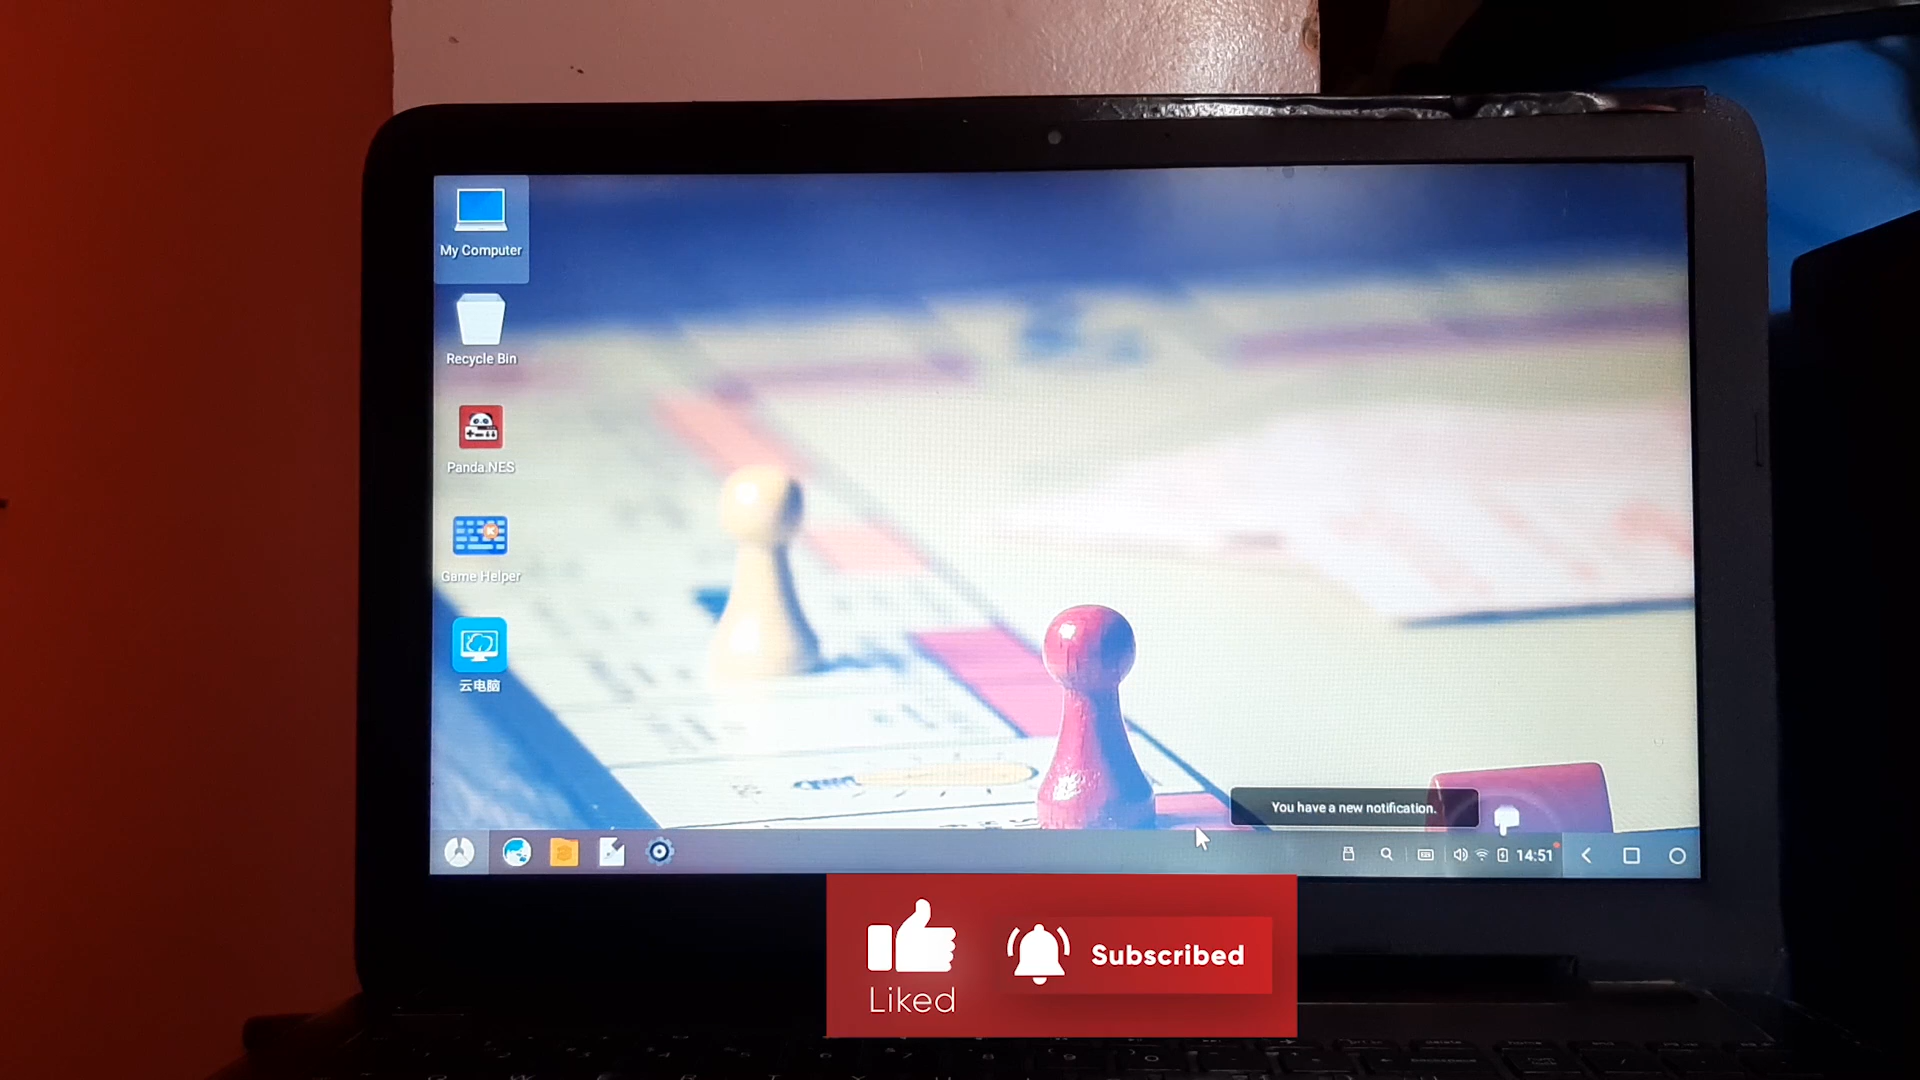 My Computer
Recycle Bin
Panda.NES
Game Helper
云电脑
You have a new notification.
14:51
Liked
Subscribed